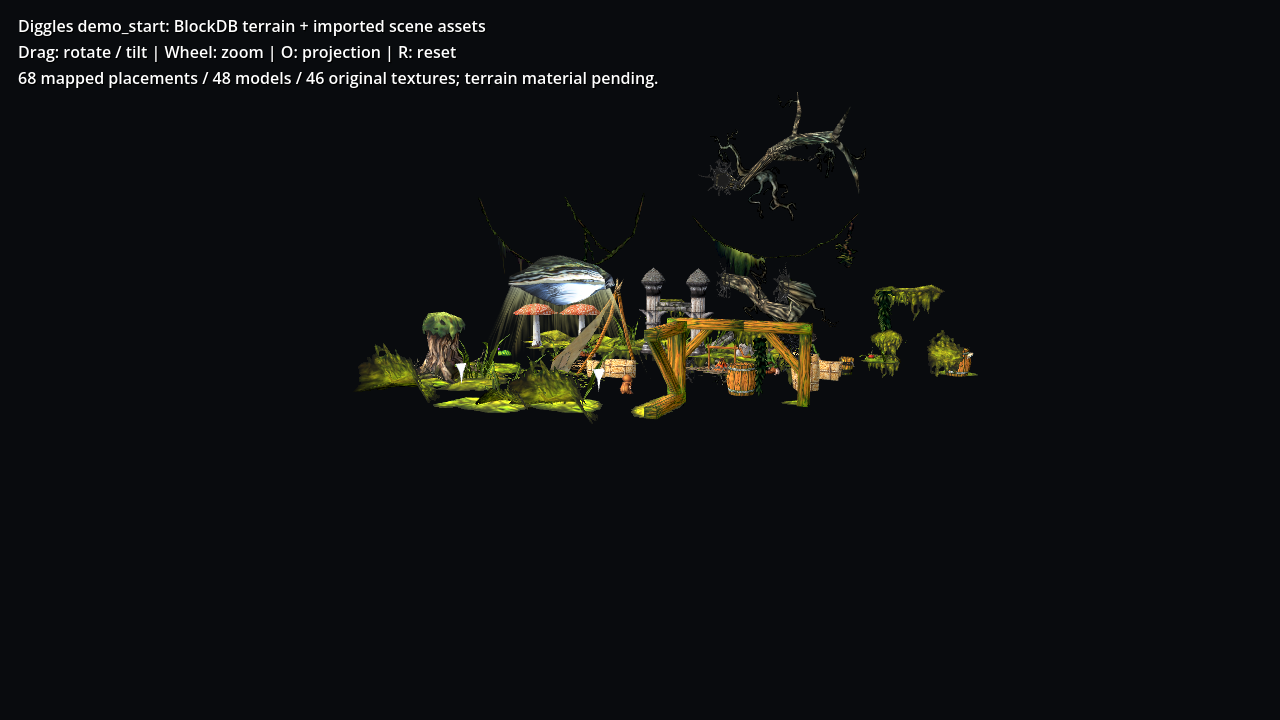 Diggles demo_start: BlockDB terrain + imported scene assets
Drag: rotate / tilt | Wheel: zoom | O: projection | R: reset
68 mapped placements / 48 models / 46 original textures; terrain material pending.